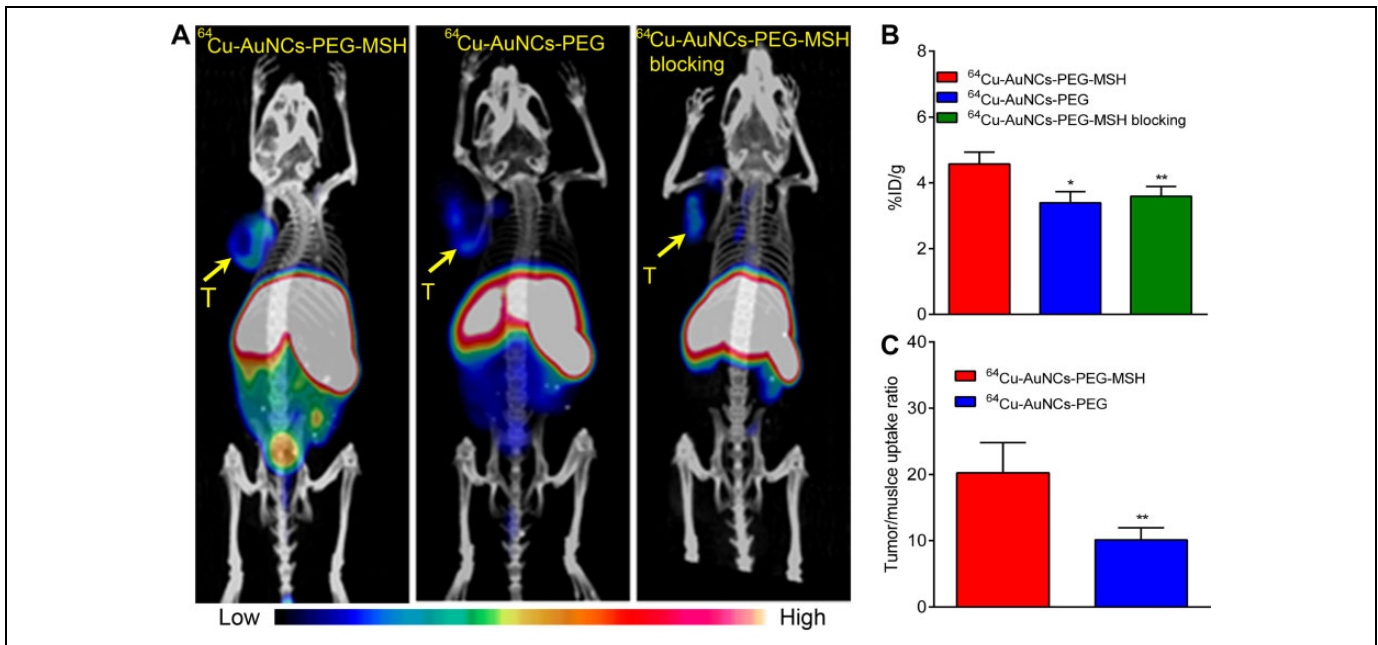 A
⁶⁴Cu-AuNCs-PEG-MSH
⁶⁴Cu-AuNCs-PEG
⁶⁴Cu-AuNCs-PEG-MSH
blocking
T
T
T
Low
High
B
8
6
4
2
0
%ID/g
⁶⁴Cu-AuNCs-PEG-MSH
⁶⁴Cu-AuNCs-PEG
⁶⁴Cu-AuNCs-PEG-MSH blocking
*
**
C
40
30
20
10
0
Tumor/muslce uptake ratio
⁶⁴Cu-AuNCs-PEG-MSH
⁶⁴Cu-AuNCs-PEG
**